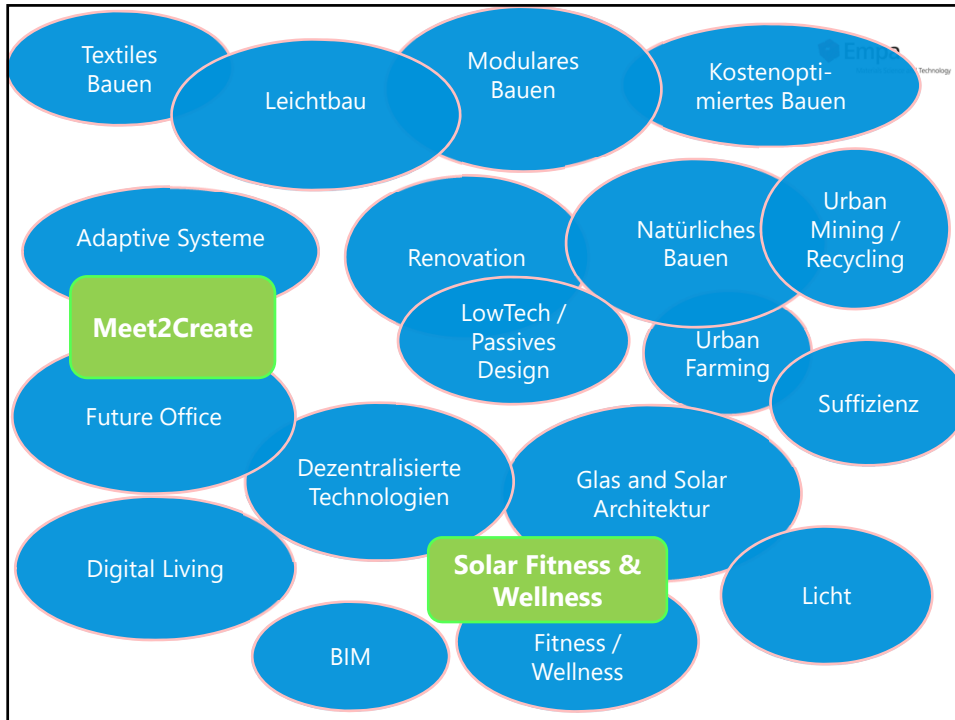 Textiles
Bauen
Leichtbau
Modulares
Bauen
Kostenopti-
miertes Bauen
Empa
Technology
Adaptive Systeme
Renovation
Natürliches
Bauen
Urban
Mining /
Recycling
Meet2Create
LowTech /
Passives
Design
Urban
Farming
Suffizienz
Future Office
Dezentralisierte
Technologien
Glas and Solar
Architektur
Digital Living
Solar Fitness &
Wellness
Licht
BIM
Fitness /
Wellness